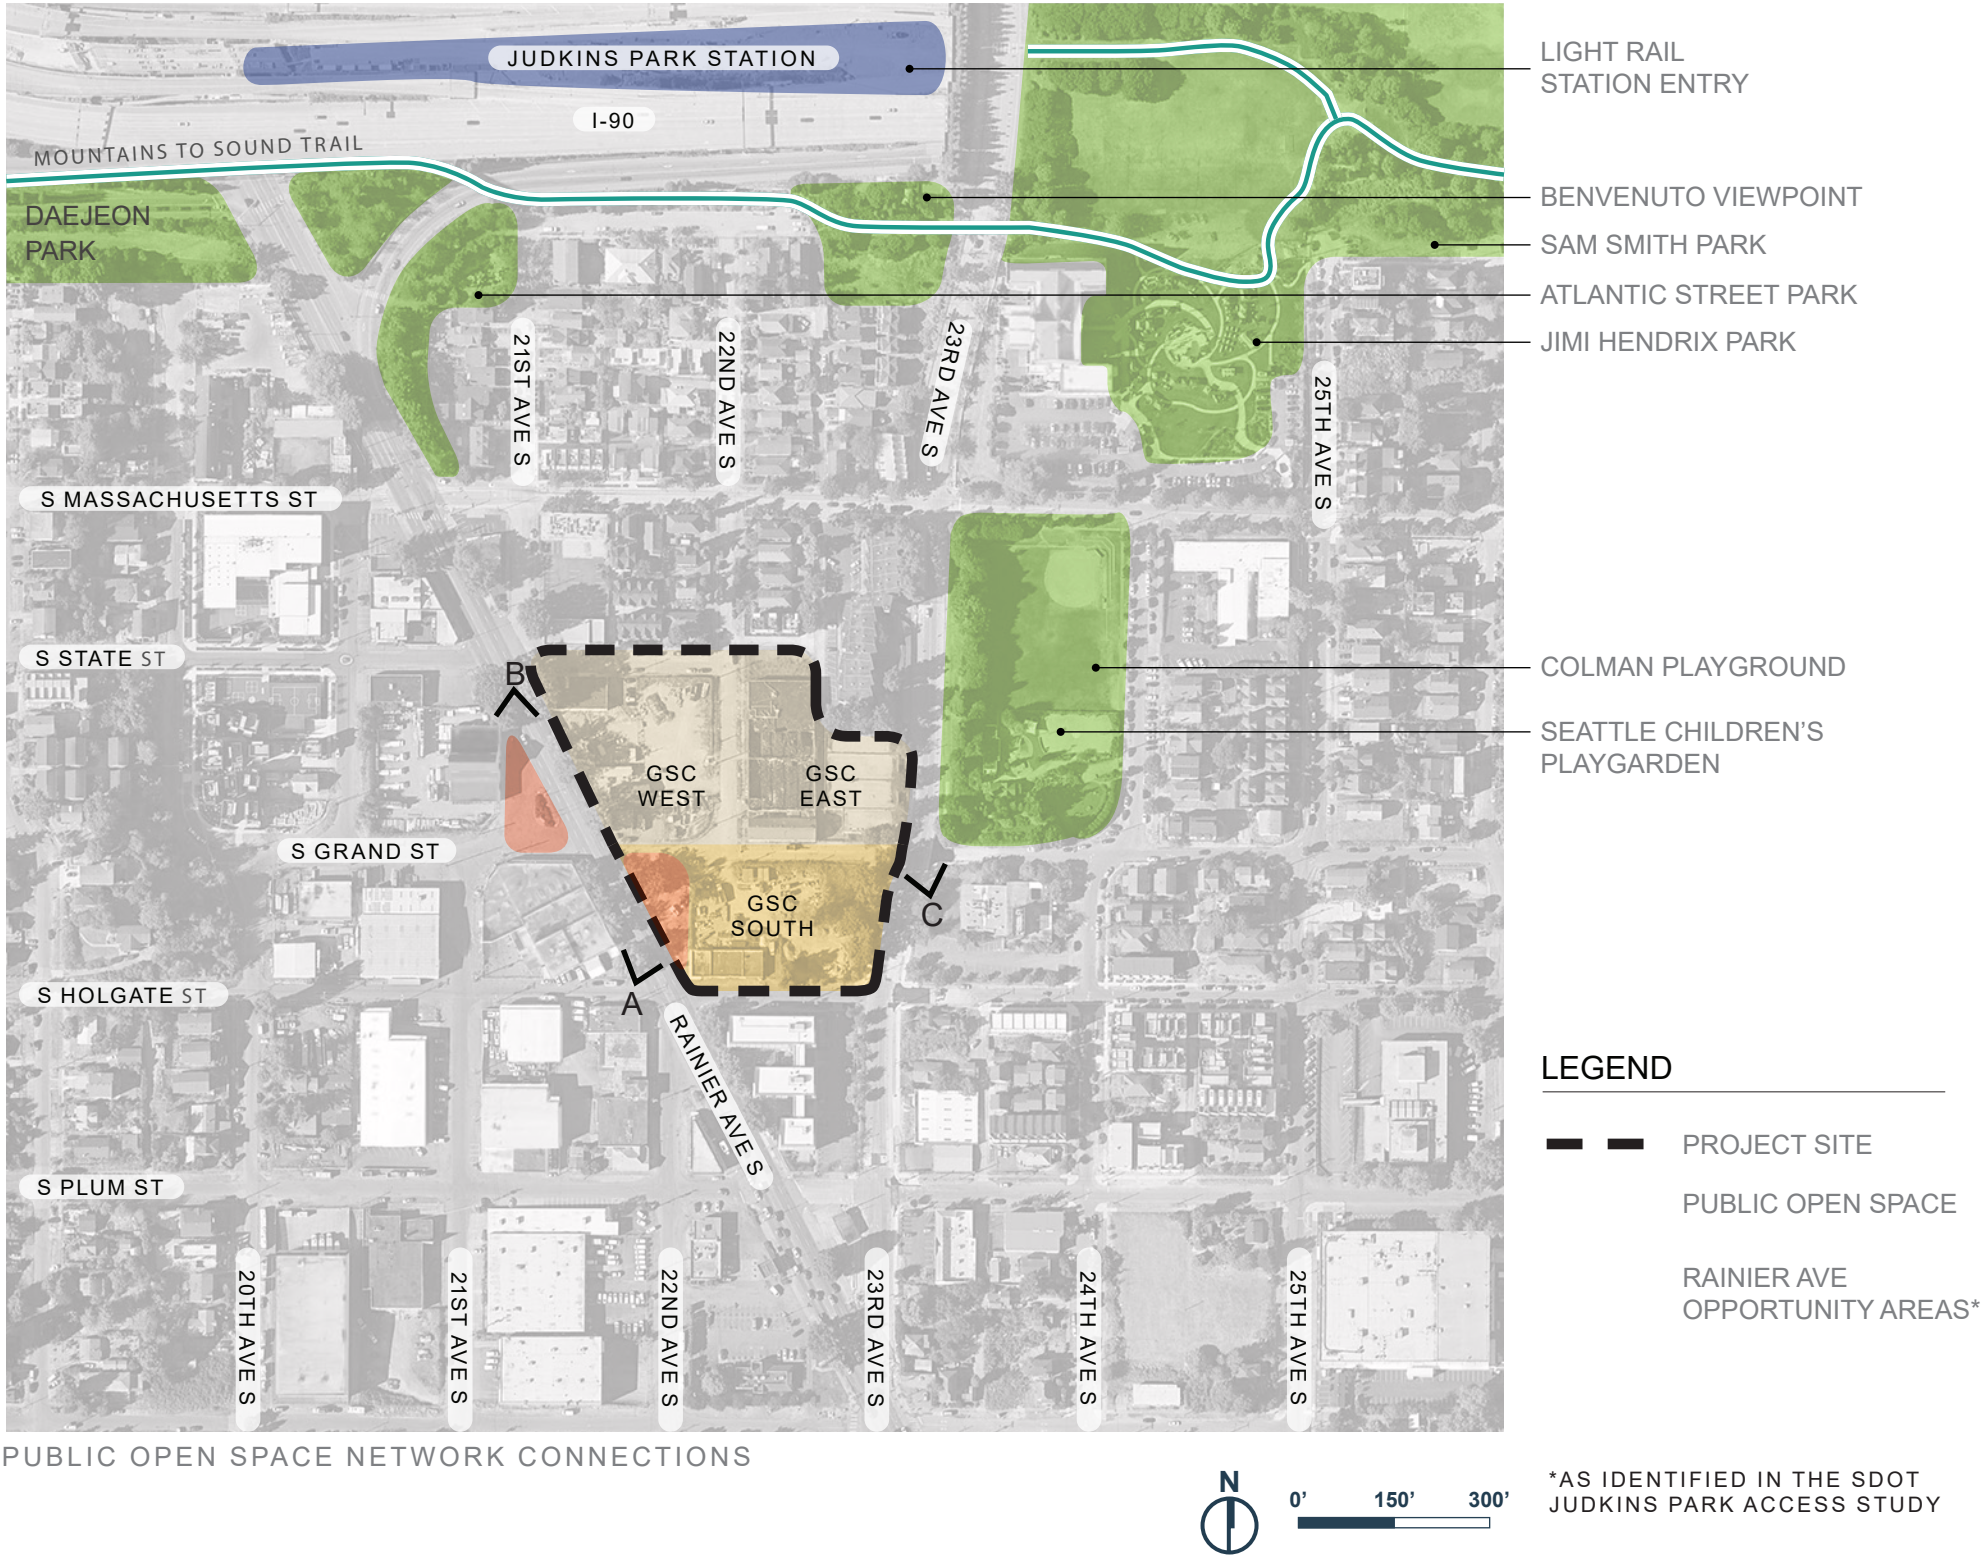 JUDKINS PARK STATION
I-90
MOUNTAINS TO SOUND TRAIL
DAEJEON
PARK
LIGHT RAIL
STATION ENTRY
BENVENUTO VIEWPOINT
SAM SMITH PARK
ATLANTIC STREET PARK
JIMI HENDRIX PARK
21ST AVE S
22ND AVE S
23RD AVE S
25TH AVE S
S MASSACHUSETTS ST
S STATE ST
B
COLMAN PLAYGROUND
SEATTLE CHILDREN'S
PLAYGARDEN
GSC
WEST
GSC
EAST
S GRAND ST
GSC
SOUTH
C
S HOLGATE ST
A
RAINIER AVE S
S PLUM ST
20TH AVE S
21ST AVE S
22ND AVE S
23RD AVE S
24TH AVE S
25TH AVE S
LEGEND
PROJECT SITE
PUBLIC OPEN SPACE
RAINIER AVE
OPPORTUNITY AREAS*
PUBLIC OPEN SPACE NETWORK CONNECTIONS
N
0' 150' 300'
*AS IDENTIFIED IN THE SDOT
JUDKINS PARK ACCESS STUDY